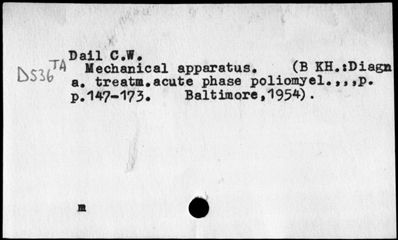 Dail C.W.
D536 TA
Mechanical apparatus. (B KH.:Diagn
a. treatm.acute phase poliomyel.,,,p.
p.147-173. Baltimore,1954).
m